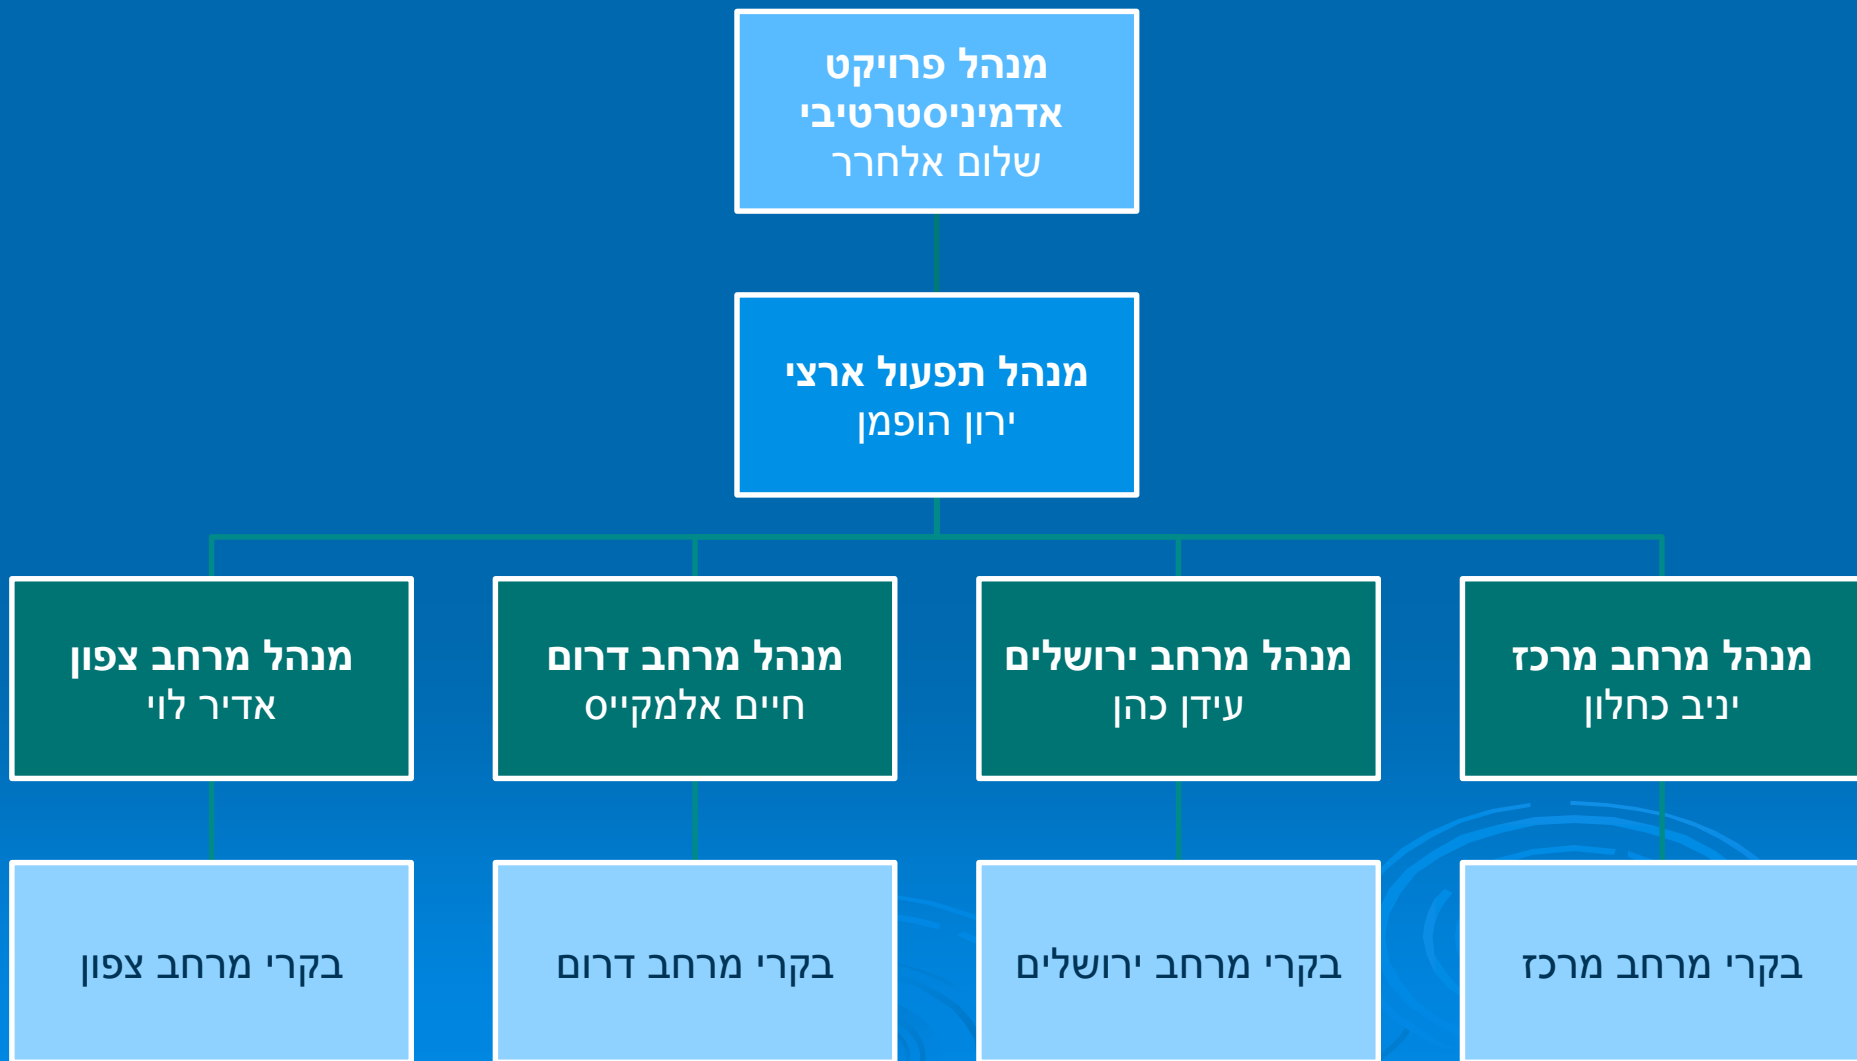 מנהל פרויקט
אדמיניסטרטיבי
שלום אלחרר
מנהל תפעול ארצי
ירון הופמן
מנהל מרחב מרכז
יניב כחלון
מנהל מרחב ירושלים
עידן כהן
מנהל מרחב דרום
חיים אלמקייס
מנהל מרחב צפון
אדיר לוי
בקרי מרחב מרכז
בקרי מרחב ירושלים
בקרי מרחב דרום
בקרי מרחב צפון